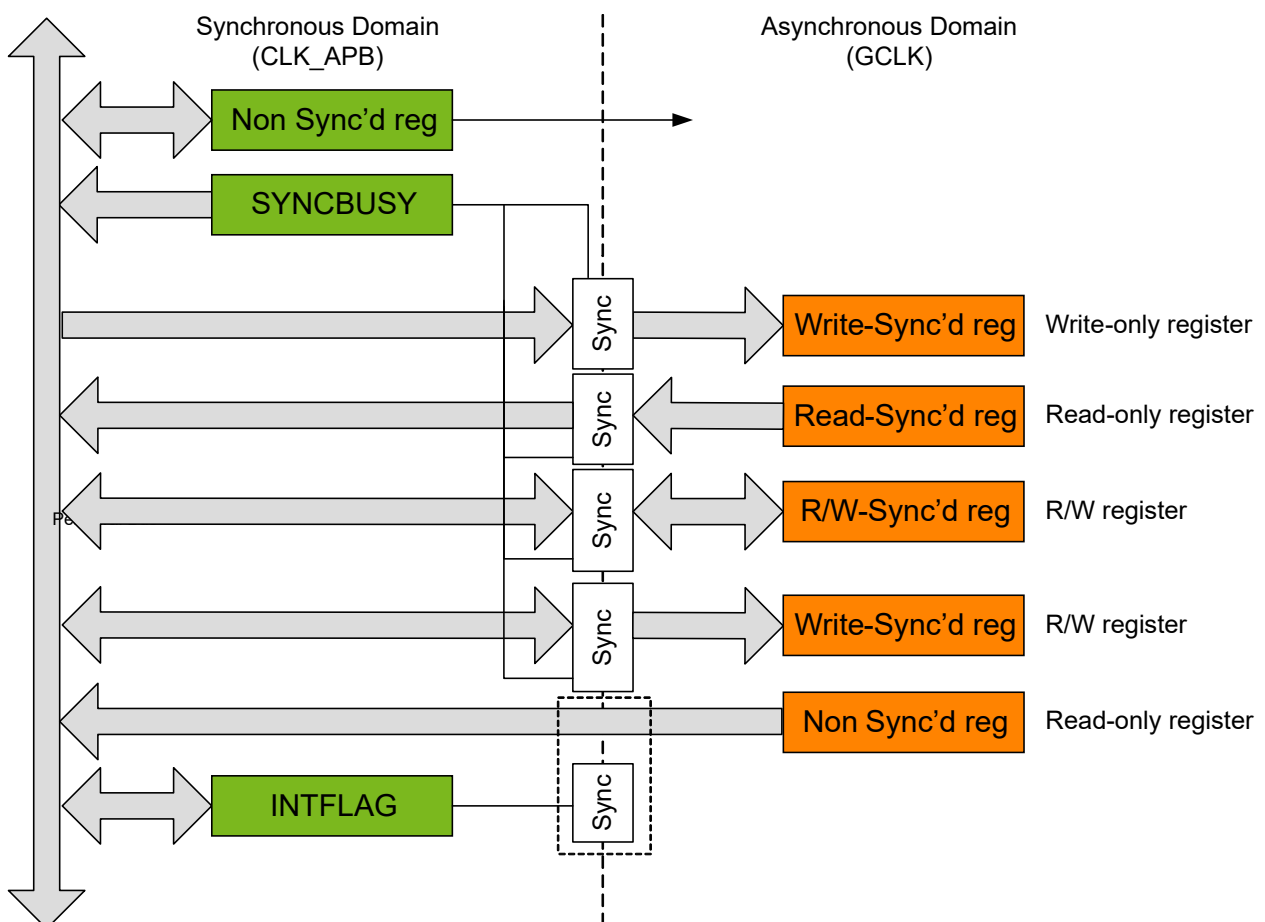 Synchronous Domain
(CLK_APB)
Asynchronous Domain
(GCLK)
Non Sync’d reg
SYNCBUSY
Sync
Write-Sync’d reg
Write-only register
Sync
Read-Sync’d reg
Read-only register
Sync
R/W-Sync’d reg
R/W register
Sync
Write-Sync’d reg
R/W register
Non Sync’d reg
Read-only register
INTFLAG
Sync